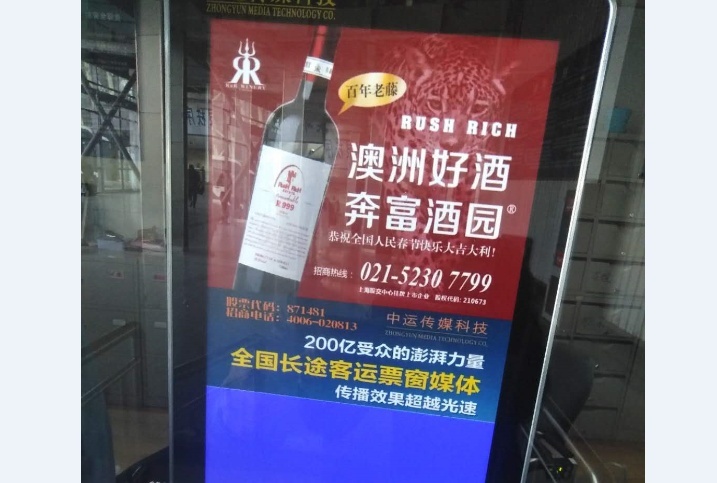 ZHONGYUN MEDIA TECHNOLOGY CO.
R&R WINERY
百年老藤
RUSH RICH
澳洲好酒
奔富酒园®
恭祝全国人民春节快乐大吉大利!
招商热线: 021-5230 7799
上海股交中心挂牌上市企业 股权代码: 210673
股票代码: 871481
招商电话: 4006-020813
中运传媒科技
ZHONGYUN MEDIA TECHNOLOGY CO.
200亿受众的澎湃力量
全国长途客运票窗媒体
传播效果超越光速